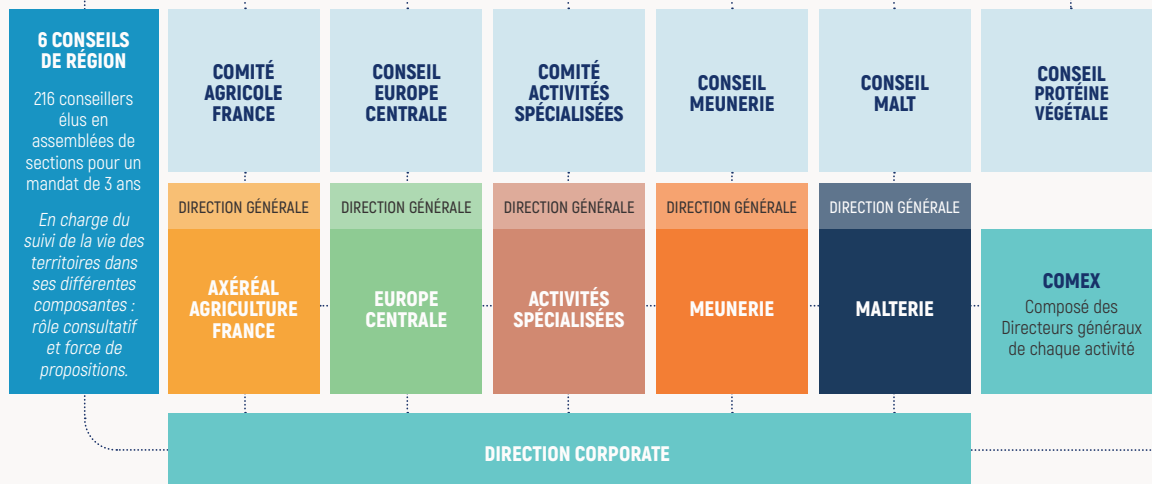 6 CONSEILS
DE RÉGION
216 conseillers
élus en
assemblées de
sections pour un
mandat de 3 ans
En charge du
suivi de la vie des
territoires dans
ses différentes
composantes :
rôle consultatif
et force de
propositions.
COMITÉ
AGRICOLE
FRANCE
CONSEIL
EUROPE
CENTRALE
COMITÉ
ACTIVITÉS
SPÉCIALISÉES
CONSEIL
MEUNERIE
CONSEIL
MALT
CONSEIL
PROTÉINE
VÉGÉTALE
DIRECTION GÉNÉRALE
DIRECTION GÉNÉRALE
DIRECTION GÉNÉRALE
DIRECTION GÉNÉRALE
DIRECTION GÉNÉRALE
AXÉRÉAL
AGRICULTURE
FRANCE
EUROPE
CENTRALE
ACTIVITÉS
SPÉCIALISÉES
MEUNERIE
MALTERIE
COMEX
Composé des
Directeurs généraux
de chaque activité
DIRECTION CORPORATE